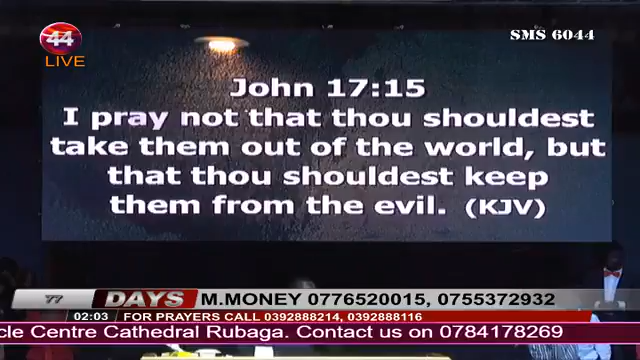 44
LIVE
SMS 6044
John 17:15
I pray not that thou shouldest
take them out of the world, but
that thou shouldest keep
them from the evil. (KJV)
77 DAYS M.MONEY 0776520015, 0755372932
02:03 FOR PRAYERS CALL 0392888214, 0392888116
cle Centre Cathedral Rubaga. Contact us on 0784178269